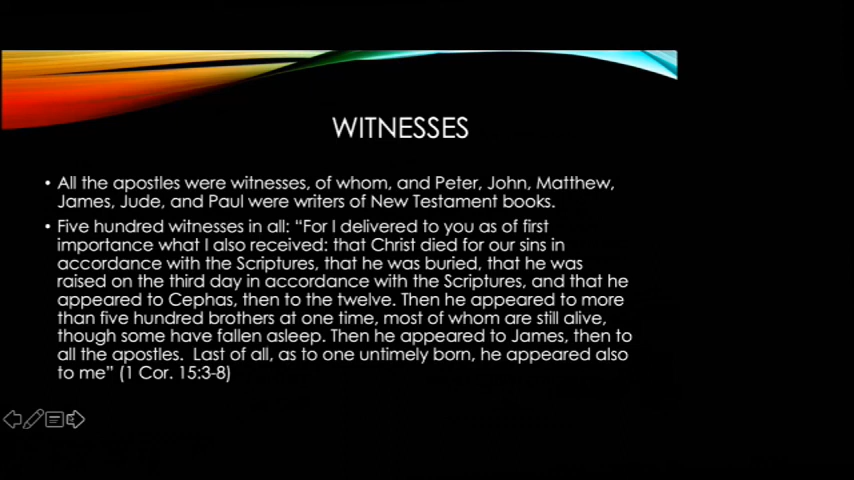 WITNESSES
• All the apostles were witnesses, of whom, and Peter, John, Matthew,
James, Jude, and Paul were writers of New Testament books.
• Five hundred witnesses in all: “For I delivered to you as of first
importance what I also received: that Christ died for our sins in
accordance with the Scriptures, that he was buried, that he was
raised on the third day in accordance with the Scriptures, and that he
appeared to Cephas, then to the twelve. Then he appeared to more
than five hundred brothers at one time, most of whom are still alive,
though some have fallen asleep. Then he appeared to James, then to
all the apostles. Last of all, as to one untimely born, he appeared also
to me” (1 Cor. 15:3-8)